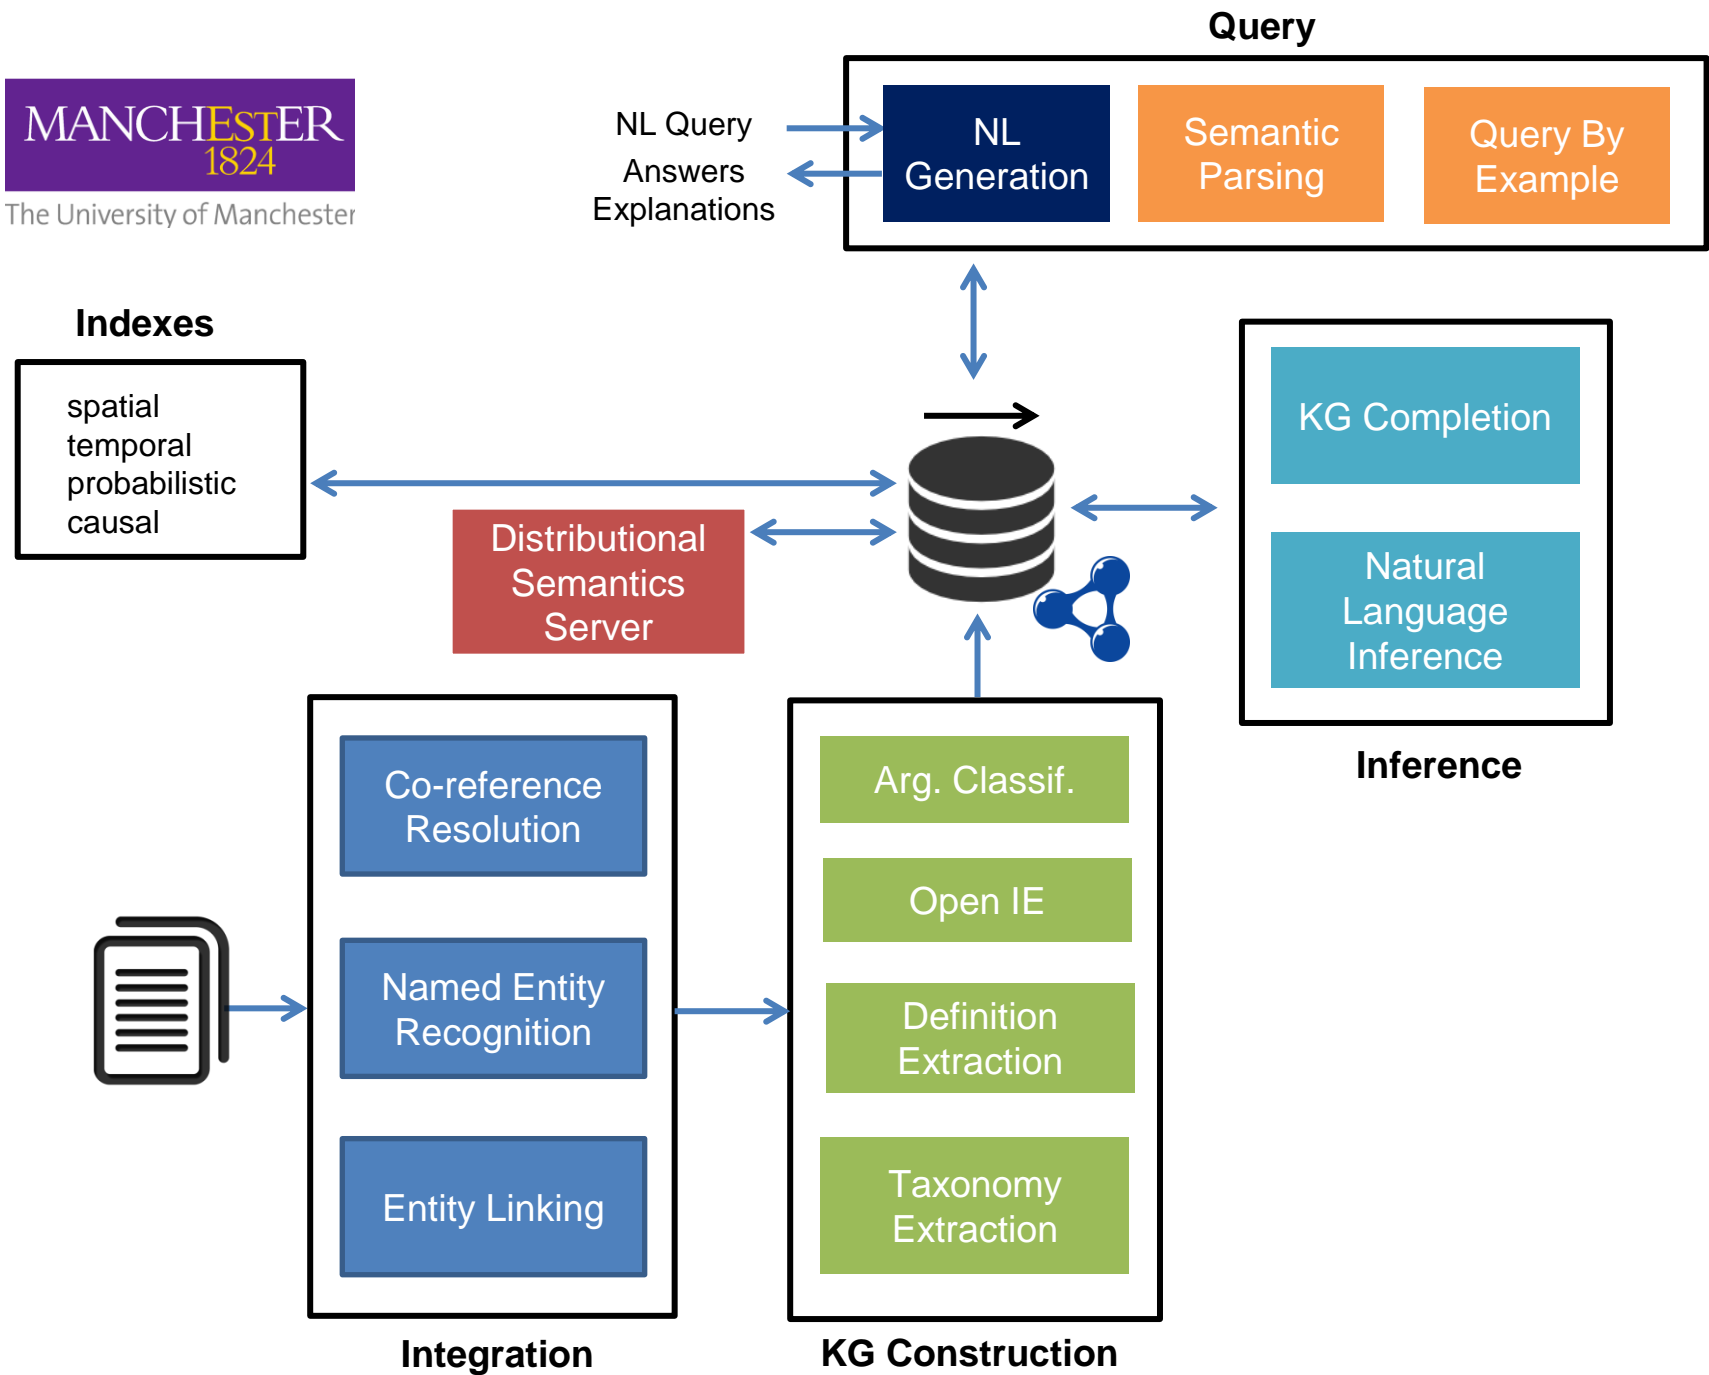 Query
MANCHEsTER
1824
The University of Manchester
NL Query
Answers
Explanations
NL
Generation
Semantic
Parsing
Query By
Example
Indexes
spatial
temporal
probabilistic
causal
Distributional
Semantics
Server
KG Completion
Natural
Language
Inference
Inference
Co-reference
Resolution
Named Entity
Recognition
Entity Linking
Integration
Arg. Classif.
Open IE
Definition
Extraction
Taxonomy
Extraction
KG Construction